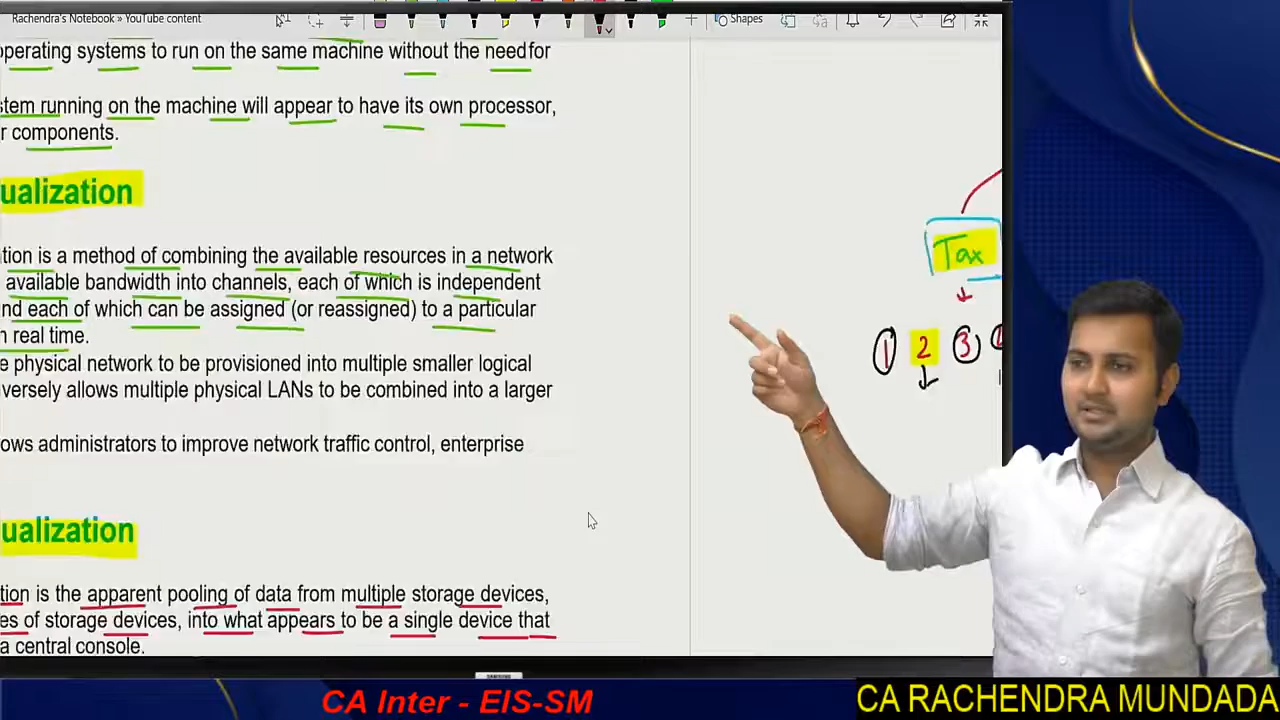 Rachendra's Notebook » YouTube content
Shapes
operating systems to run on the same machine without the need for
stem running on the machine will appear to have its own processor,
r components.
ualization
tion is a method of combining the available resources in a network
available bandwidth into channels, each of which is independent
nd each of which can be assigned (or reassigned) to a particular
n real time.
e physical network to be provisioned into multiple smaller logical
versely allows multiple physical LANs to be combined into a larger
ows administrators to improve network traffic control, enterprise
ualization
tion is the apparent pooling of data from multiple storage devices,
es of storage devices, into what appears to be a single device that
a central console.
Tax
1 2 3
SAMSUNG
CA Inter - EIS-SM
CA RACHENDRA MUNDADA